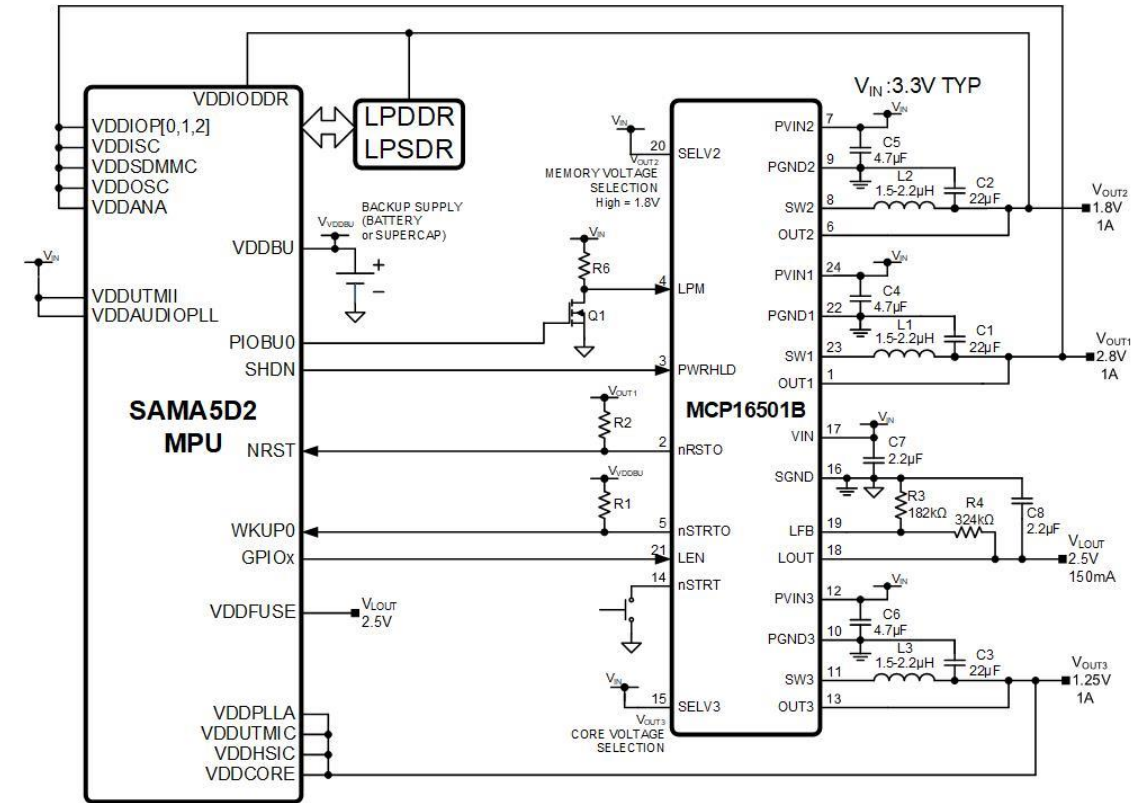 VDDIODDR
VDDIOP[0,1,2]
VDDISC
VDDSDMMC
VDDOSC
VDDANA
LPDDR
LPSDR
VVDDBU
BACKUP SUPPLY
(BATTERY
or SUPERCAP)
VDDBU
+
−
VIN
VDDUTMII
VDDAUDIOPLL
PIOBU0
SHDN
SAMA5D2
MPU
NRST
WKUP0
GPIOx
VDDFUSE
VLOUT
2.5V
VDDPLLA
VDDUTMIC
VDDHSIC
VDDCORE
VIN
VOUT2
MEMORY VOLTAGE
SELECTION
High = 1.8V
VIN
R6
Q1
VOUT1
R2
VVDDBU
R1
VIN
VOUT3
CORE VOLTAGE
SELECTION
20 SELV2
4 LPM
3 PWRHLD
MCP16501B
2 nRSTO
5 nSTRTO
21 LEN
14 nSTRT
15 SELV3
VIN:3.3V TYP
PVIN2 7
VIN
C5
4.7µF
PGND2 9
L2
1.5-2.2µH
C2
22µF
SW2 8
OUT2 6
VOUT2
1.8V
1A
PVIN1 24
VIN
C4
4.7µF
PGND1 22
L1
1.5-2.2µH
C1
22µF
SW1 23
OUT1 1
VOUT1
2.8V
1A
VIN 17
VIN
C7
2.2µF
SGND 16
R3
182kΩ
R4
324kΩ
C8
2.2µF
LFB 19
LOUT 18
VLOUT
2.5V
150mA
PVIN3 12
VIN
C6
4.7µF
PGND3 10
L3
1.5-2.2µH
C3
22µF
SW3 11
OUT3 13
VOUT3
1.25V
1A